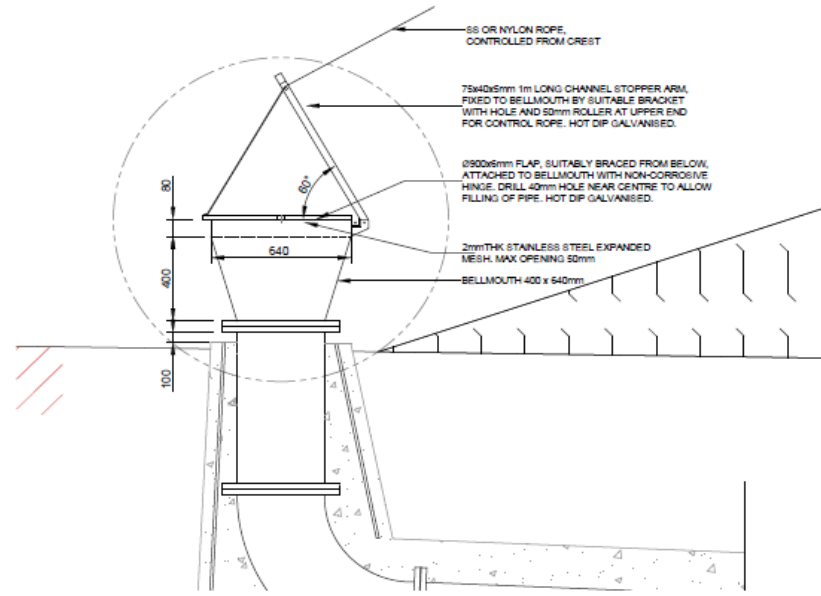 SS OR NYLON ROPE,
CONTROLLED FROM CREST
75x40x5mm 1m LONG CHANNEL STOPPER ARM,
FIXED TO BELLMOUTH BY SUITABLE BRACKET
WITH HOLE AND 50mm ROLLER AT UPPER END
FOR CONTROL ROPE. HOT DIP GALVANISED.
Ø900x6mm FLAP, SUITABLY BRACED FROM BELOW,
ATTACHED TO BELLMOUTH WITH NON-CORROSIVE
HINGE. DRILL 40mm HOLE NEAR CENTRE TO ALLOW
FILLING OF PIPE. HOT DIP GALVANISED.
80
60°
2mmTHK STAINLESS STEEL EXPANDED
MESH. MAX OPENING 50mm
640
400
BELLMOUTH 400 x 640mm
100